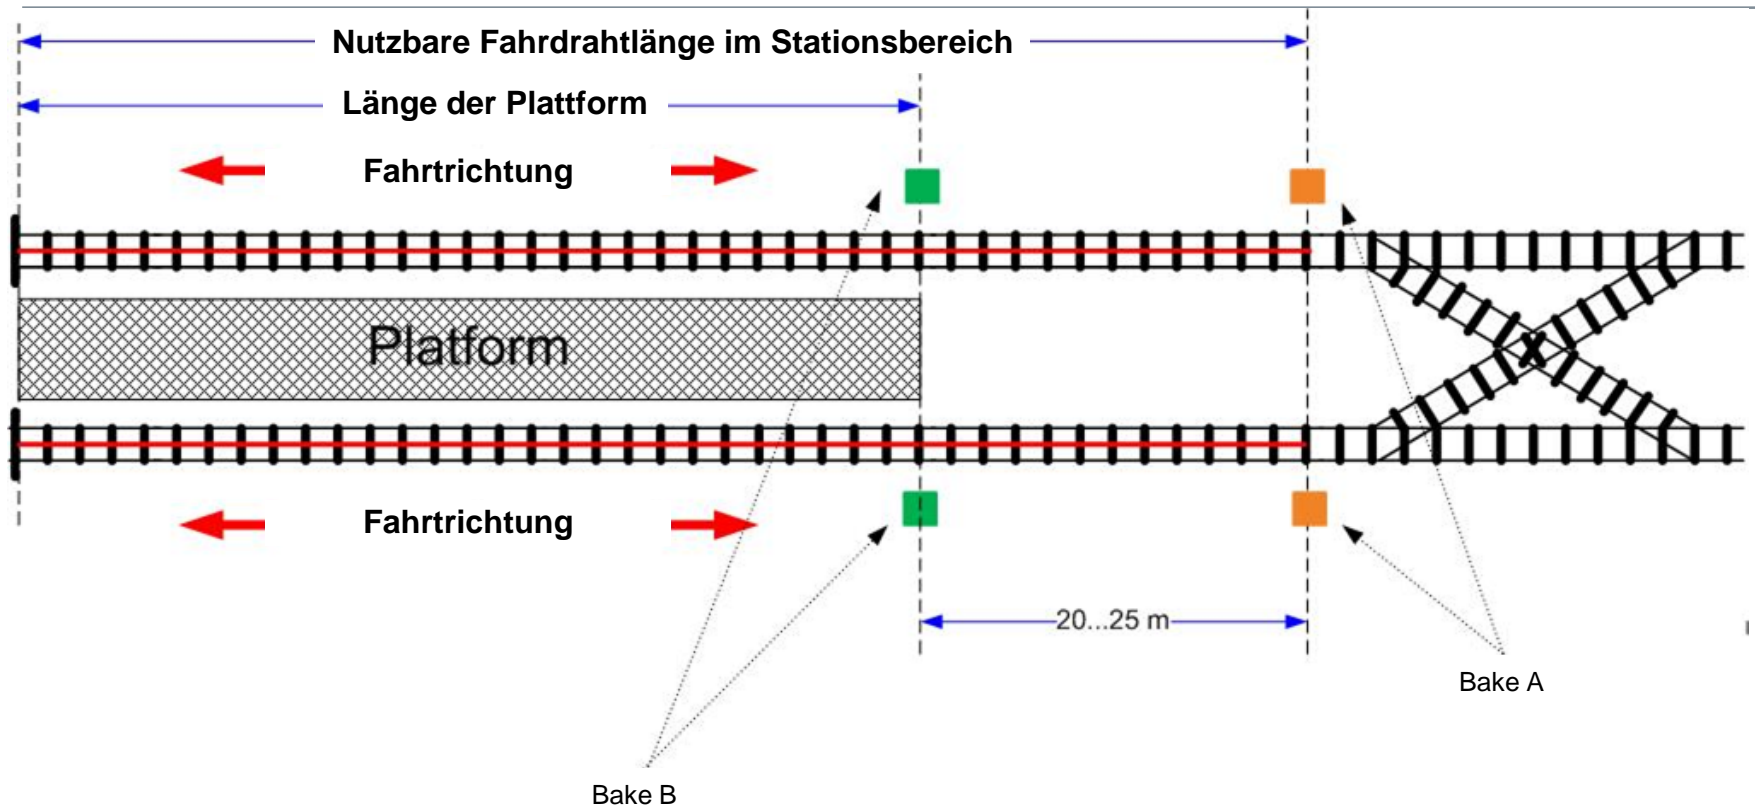 Nutzbare Fahrdrahtlänge im Stationsbereich
Länge der Plattform
Fahrtrichtung
Platform
Fahrtrichtung
20...25 m
Bake A
Bake B